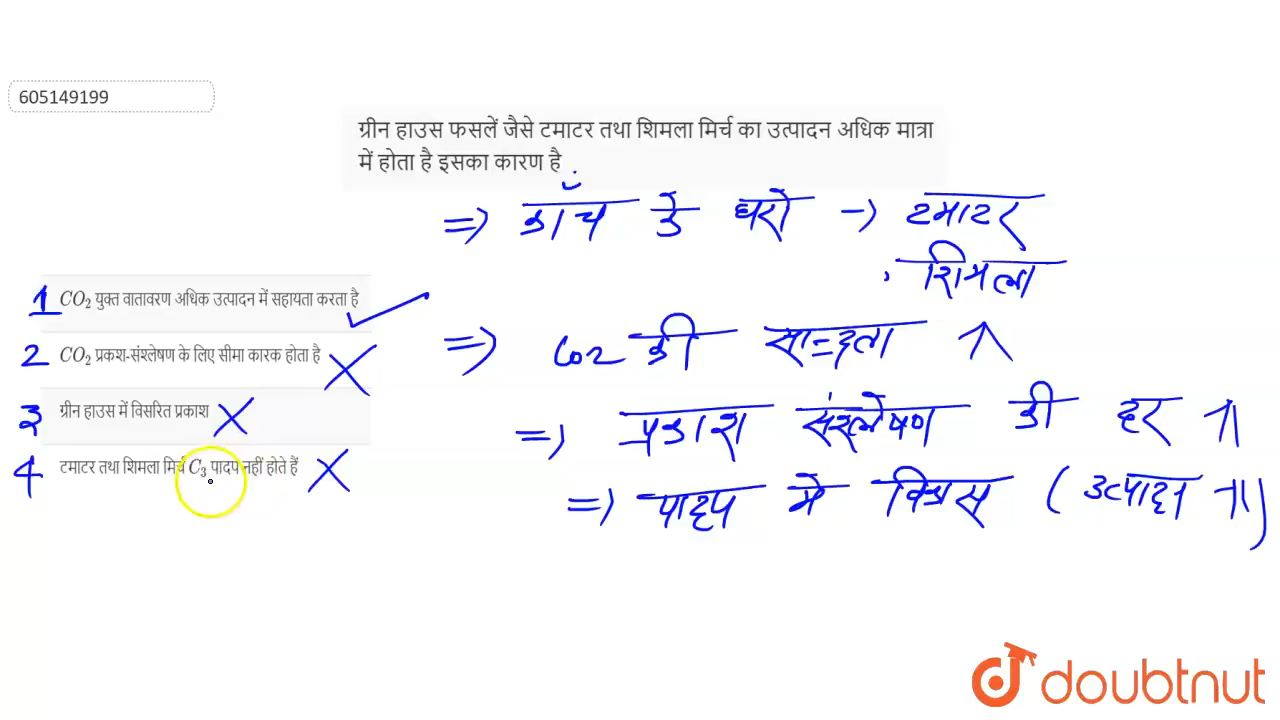 605149199
ग्रीन हाउस फसलें जैसे टमाटर तथा शिमला मिर्च का उत्पादन अधिक मात्रा
में होता है इसका कारण है .
=> काँच के घरो -> टमाटर
शिमला
1 CO2 युक्त वातावरण अधिक उत्पादन में सहायता करता है
=> CO2 की सान्द्रता ↑
2 CO2 प्रकश-संश्लेषण के लिए सीमा कारक होता है
3 ग्रीन हाउस में विसरित प्रकाश
=> प्रकाश संश्लेषण की दर ↑
4 टमाटर तथा शिमला मिर्च C3 पादप नहीं होते हैं
=> पादप मे विकास (उत्पादन ↑)
doubtnut